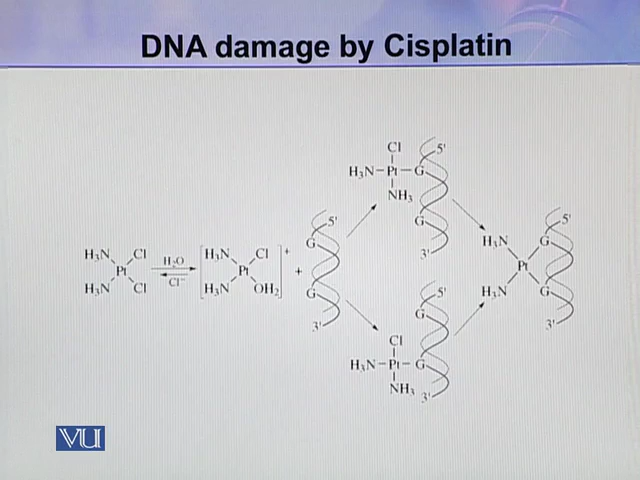 DNA damage by Cisplatin
Cl
5'
H₃N–Pt–G
NH₃
G
3'
H₃N Cl
Pt
H₃N Cl
H₂O
Cl⁻
[H₃N Cl
Pt
H₃N OH₂]⁺
+
5'
G
G
3'
H₃N G 5'
Pt
H₃N G
3'
5'
G
Cl
H₃N–Pt–G
NH₃
3'
VU